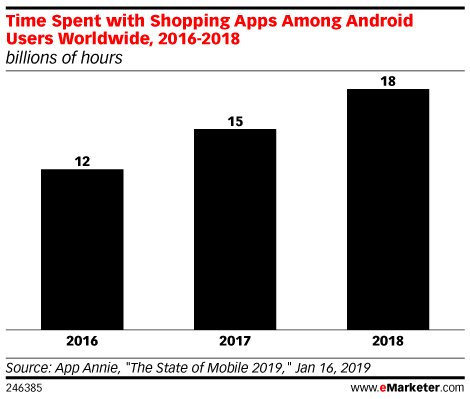 Time Spent with Shopping Apps Among Android
Users Worldwide, 2016-2018
billions of hours
12
15
18
2016
2017
2018
Source: App Annie, "The State of Mobile 2019," Jan 16, 2019
246385
www.eMarketer.com